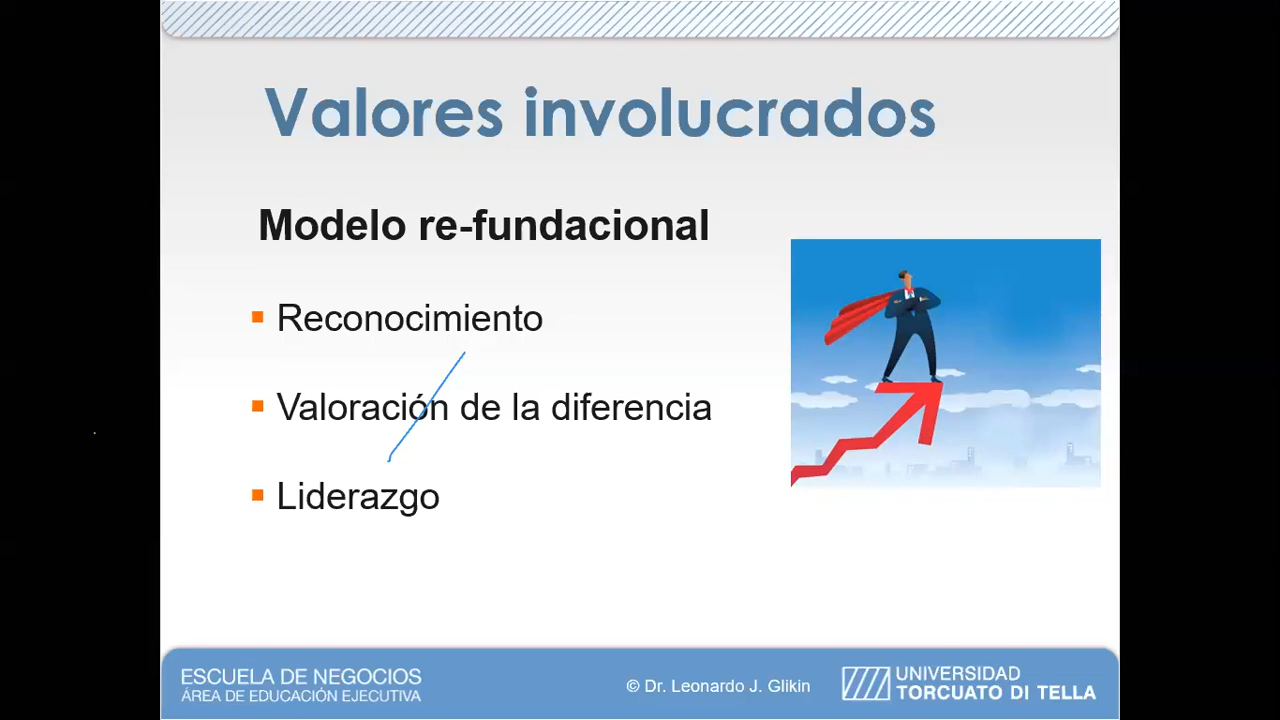 Valores involucrados
Modelo re-fundacional
Reconocimiento
Valoración de la diferencia
Liderazgo
ESCUELA DE NEGOCIOS
ÁREA DE EDUCACIÓN EJECUTIVA
© Dr. Leonardo J. Glikin
UNIVERSIDAD
TORCUATO DI TELLA